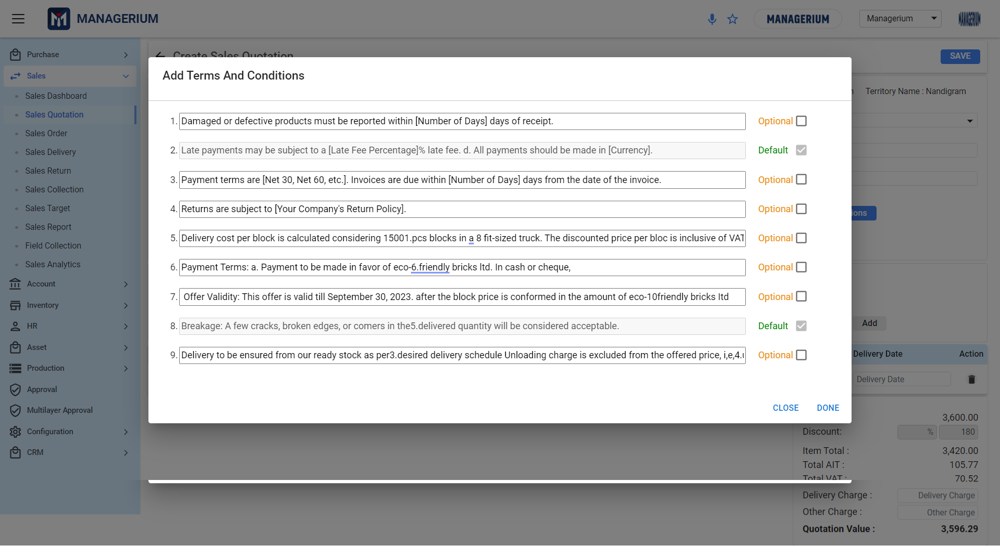 MANAGERIUM
MANAGERIUM
Managerium
MANAGERIUM
Purchase
Sales
Sales Dashboard
Sales Quotation
Sales Order
Sales Delivery
Sales Return
Sales Collection
Sales Target
Sales Report
Field Collection
Sales Analytics
Account
Inventory
HR
Asset
Production
Approval
Multilayer Approval
Configuration
CRM
Create Sales Quotation
SAVE
Territory Name : Nandigram
Add Terms And Conditions
1. Damaged or defective products must be reported within [Number of Days] days of receipt. Optional
2. Late payments may be subject to a [Late Fee Percentage]% late fee. d. All payments should be made in [Currency]. Default
3. Payment terms are [Net 30, Net 60, etc.]. Invoices are due within [Number of Days] days from the date of the invoice. Optional
4. Returns are subject to [Your Company's Return Policy]. Optional
5. Delivery cost per block is calculated considering 15001.pcs blocks in a 8 fit-sized truck. The discounted price per bloc is inclusive of VAT Optional
6. Payment Terms: a. Payment to be made in favor of eco-6.friendly bricks ltd. In cash or cheque, Optional
7. Offer Validity: This offer is valid till September 30, 2023. after the block price is conformed in the amount of eco-10friendly bricks ltd Optional
8. Breakage: A few cracks, broken edges, or comers in the5.delivered quantity will be considered acceptable. Default
9. Delivery to be ensured from our ready stock as per3.desired delivery schedule Unloading charge is excluded from the offered price, i,e,4. Optional
CLOSE DONE
ions
Add
Delivery Date Action
Delivery Date
3,600.00
Discount: % 180
Item Total : 3,420.00
Total AIT : 105.77
Total VAT : 70.52
Delivery Charge : Delivery Charge
Other Charge : Other Charge
Quotation Value : 3,596.29